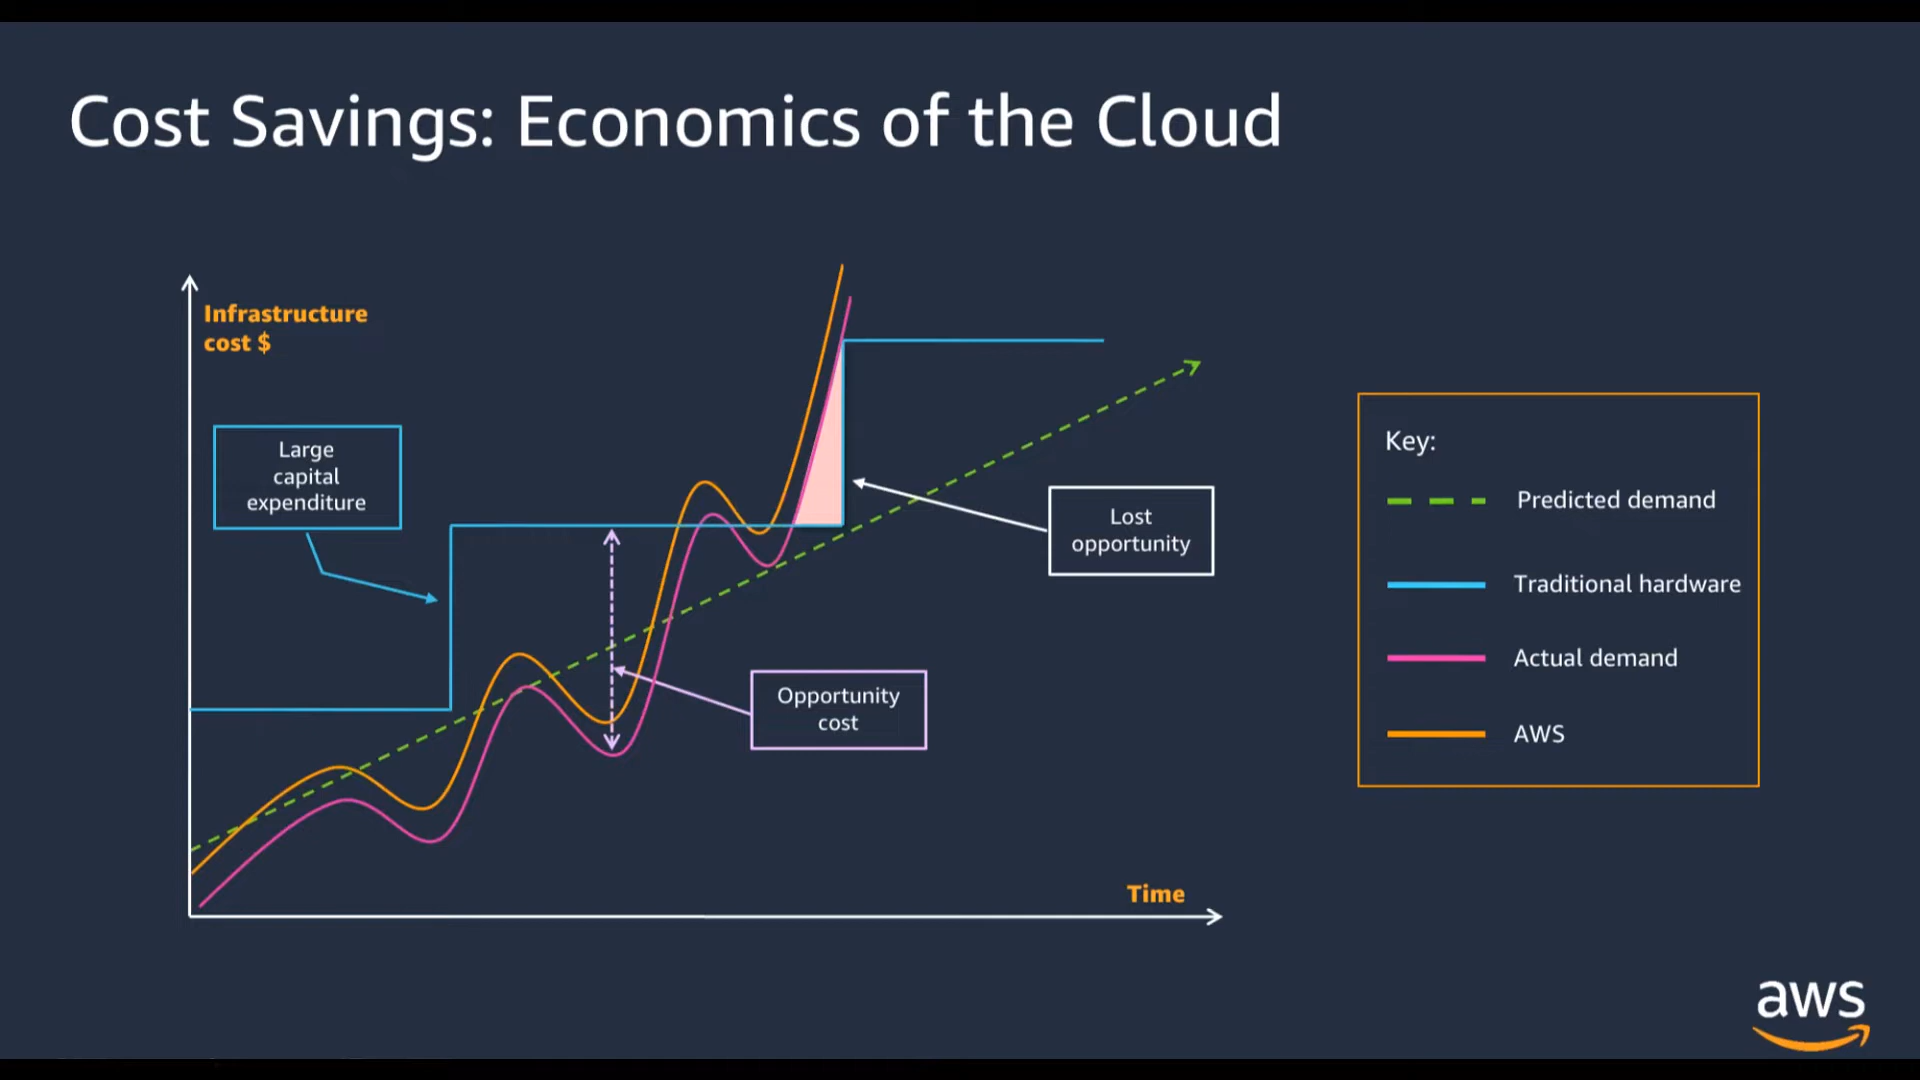 Cost Savings: Economics of the Cloud
Infrastructure
cost $
Large
capital
expenditure
Lost
opportunity
Opportunity
cost
Time
Key:
Predicted demand
Traditional hardware
Actual demand
AWS
aws